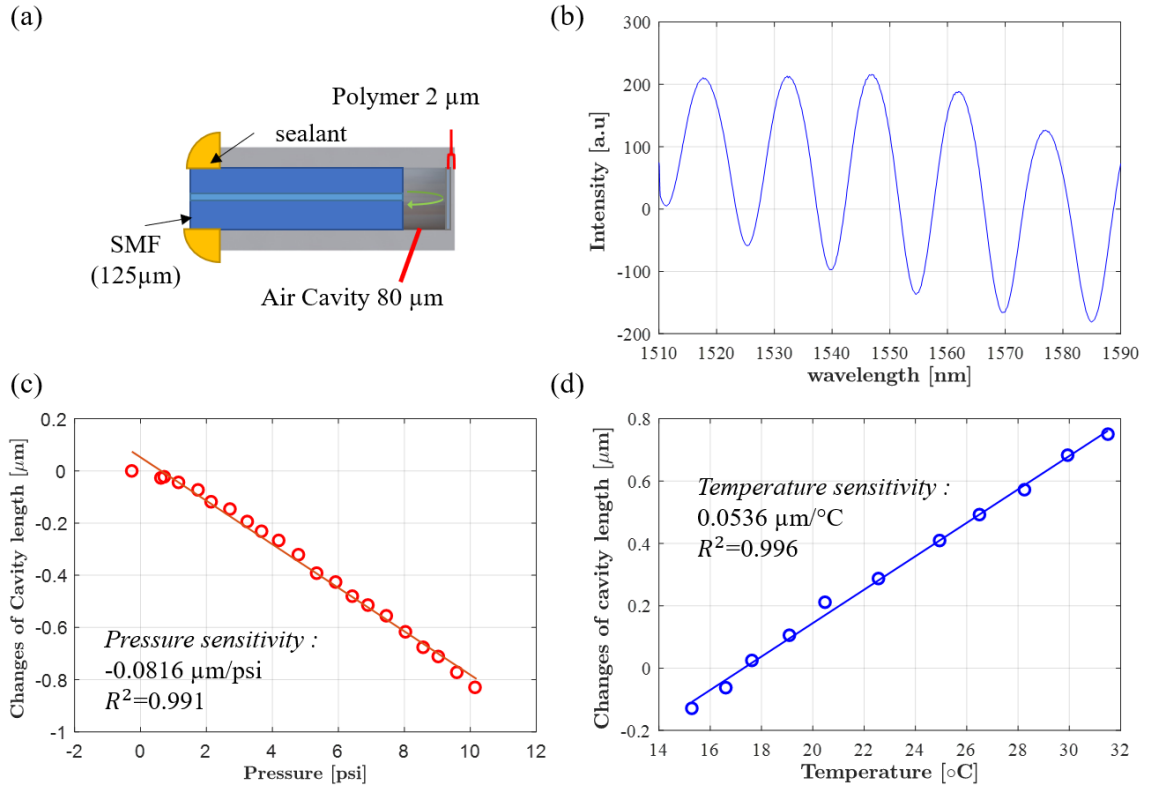 (a)
Polymer 2 µm
sealant
SMF
(125µm)
Air Cavity 80 µm
(b)
300
200
100
0
-100
-200
1510 1520 1530 1540 1550 1560 1570 1580 1590
Intensity [a.u]
wavelength [nm]
(c)
0.2
0
-0.2
-0.4
-0.6
-0.8
-1
-2 0 2 4 6 8 10 12
Changes of Cavity length [µm]
Pressure [psi]
Pressure sensitivity :
-0.0816 µm/psi
R²=0.991
(d)
0.8
0.6
0.4
0.2
0
-0.2
14 16 18 20 22 24 26 28 30 32
Changes of cavity length [µm]
Temperature [∘C]
Temperature sensitivity :
0.0536 µm/°C
R²=0.996